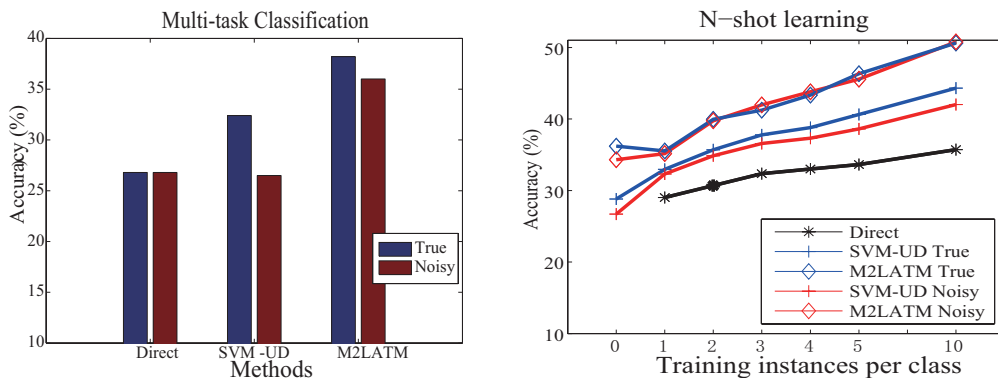 Multi-task Classification
Accuracy (%)
40
35
30
25
20
15
10
True
Noisy
Direct
SVM -UD
M2LATM
Methods
N-shot learning
Accuracy (%)
50
40
30
20
10
Direct
SVM-UD True
M2LATM True
SVM-UD Noisy
M2LATM Noisy
0 1 2 3 4 5 10
Training instances per class